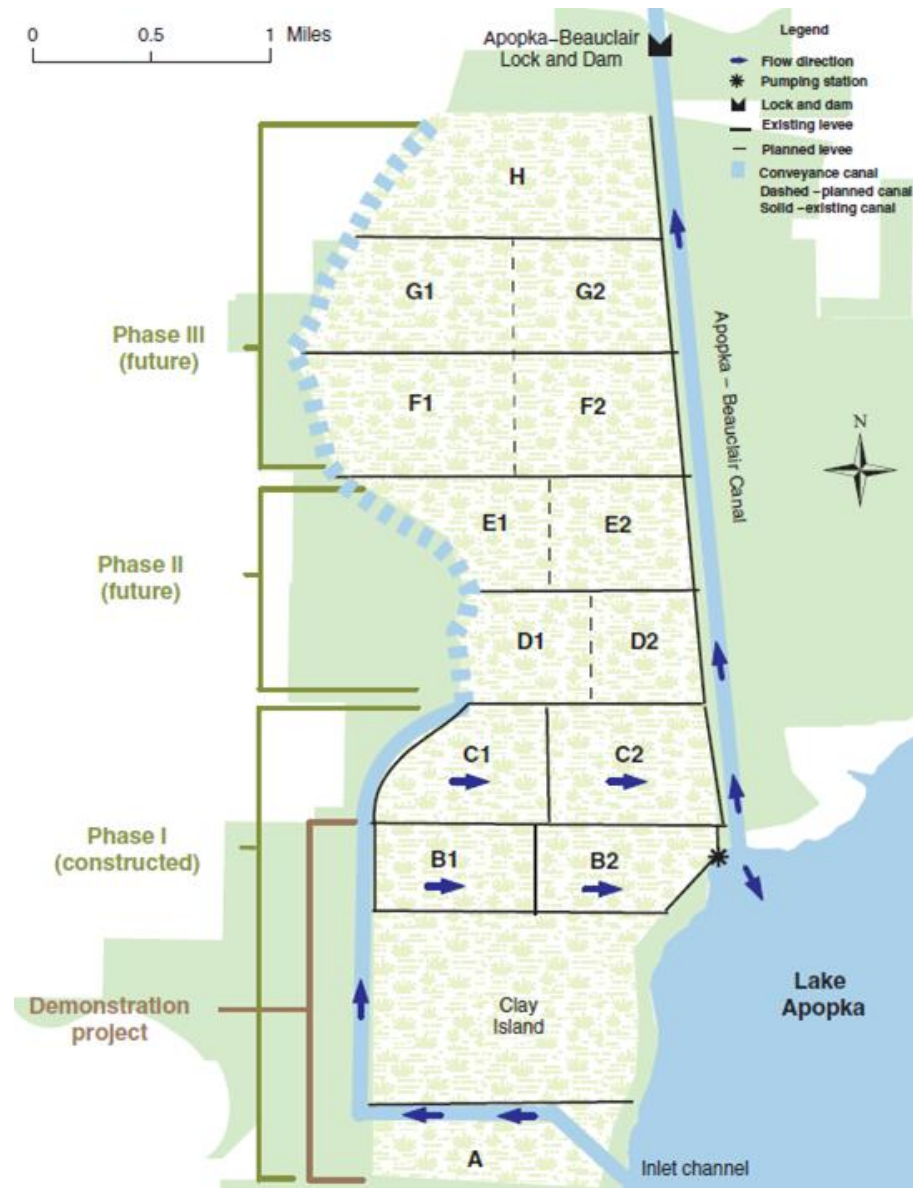 0 0.5 1 Miles
Apopka–Beauclair
Lock and Dam
Legend
Flow direction
Pumping station
Lock and dam
Existing levee
Planned levee
Conveyance canal
Dashed –planned canal
Solid –existing canal
H
G1 G2
Phase III
(future)
F1 F2
Apopka – Beauclair Canal
N
E1 E2
Phase II
(future)
D1 D2
C1 C2
Phase I
(constructed)
B1 B2
Clay
Island
Lake
Apopka
Demonstration
project
A
Inlet channel